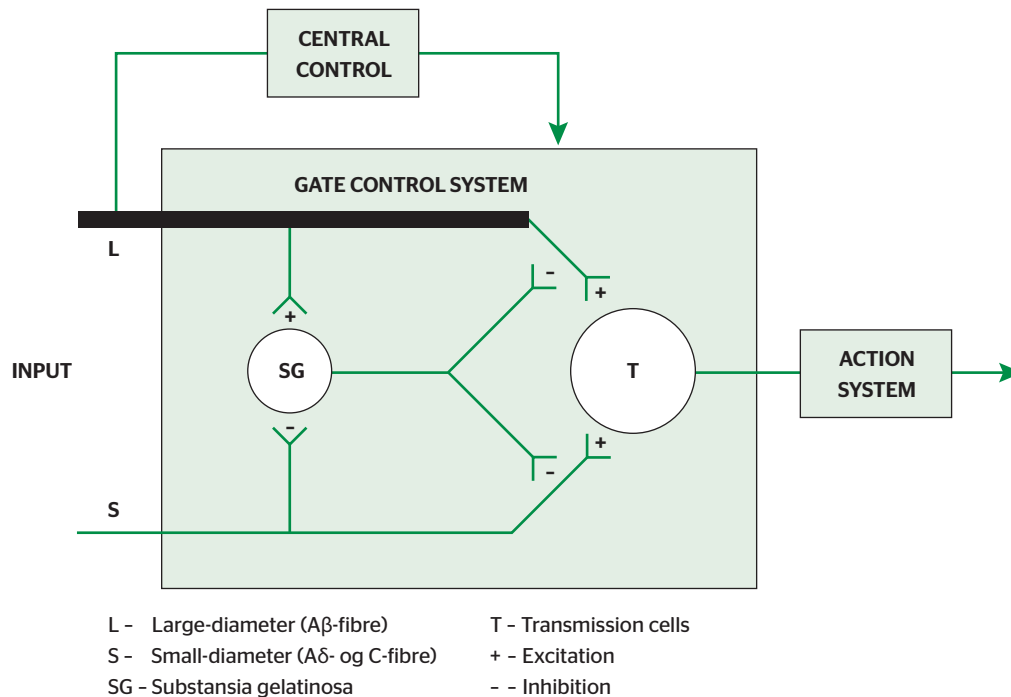 CENTRAL
CONTROL
GATE CONTROL SYSTEM
L
–
+
+
INPUT
SG
T
ACTION
SYSTEM
–
+
–
S
L – Large-diameter (Aβ-fibre)
S – Small-diameter (Aδ- og C-fibre)
SG – Substansia gelatinosa
T – Transmission cells
+ – Excitation
– – Inhibition